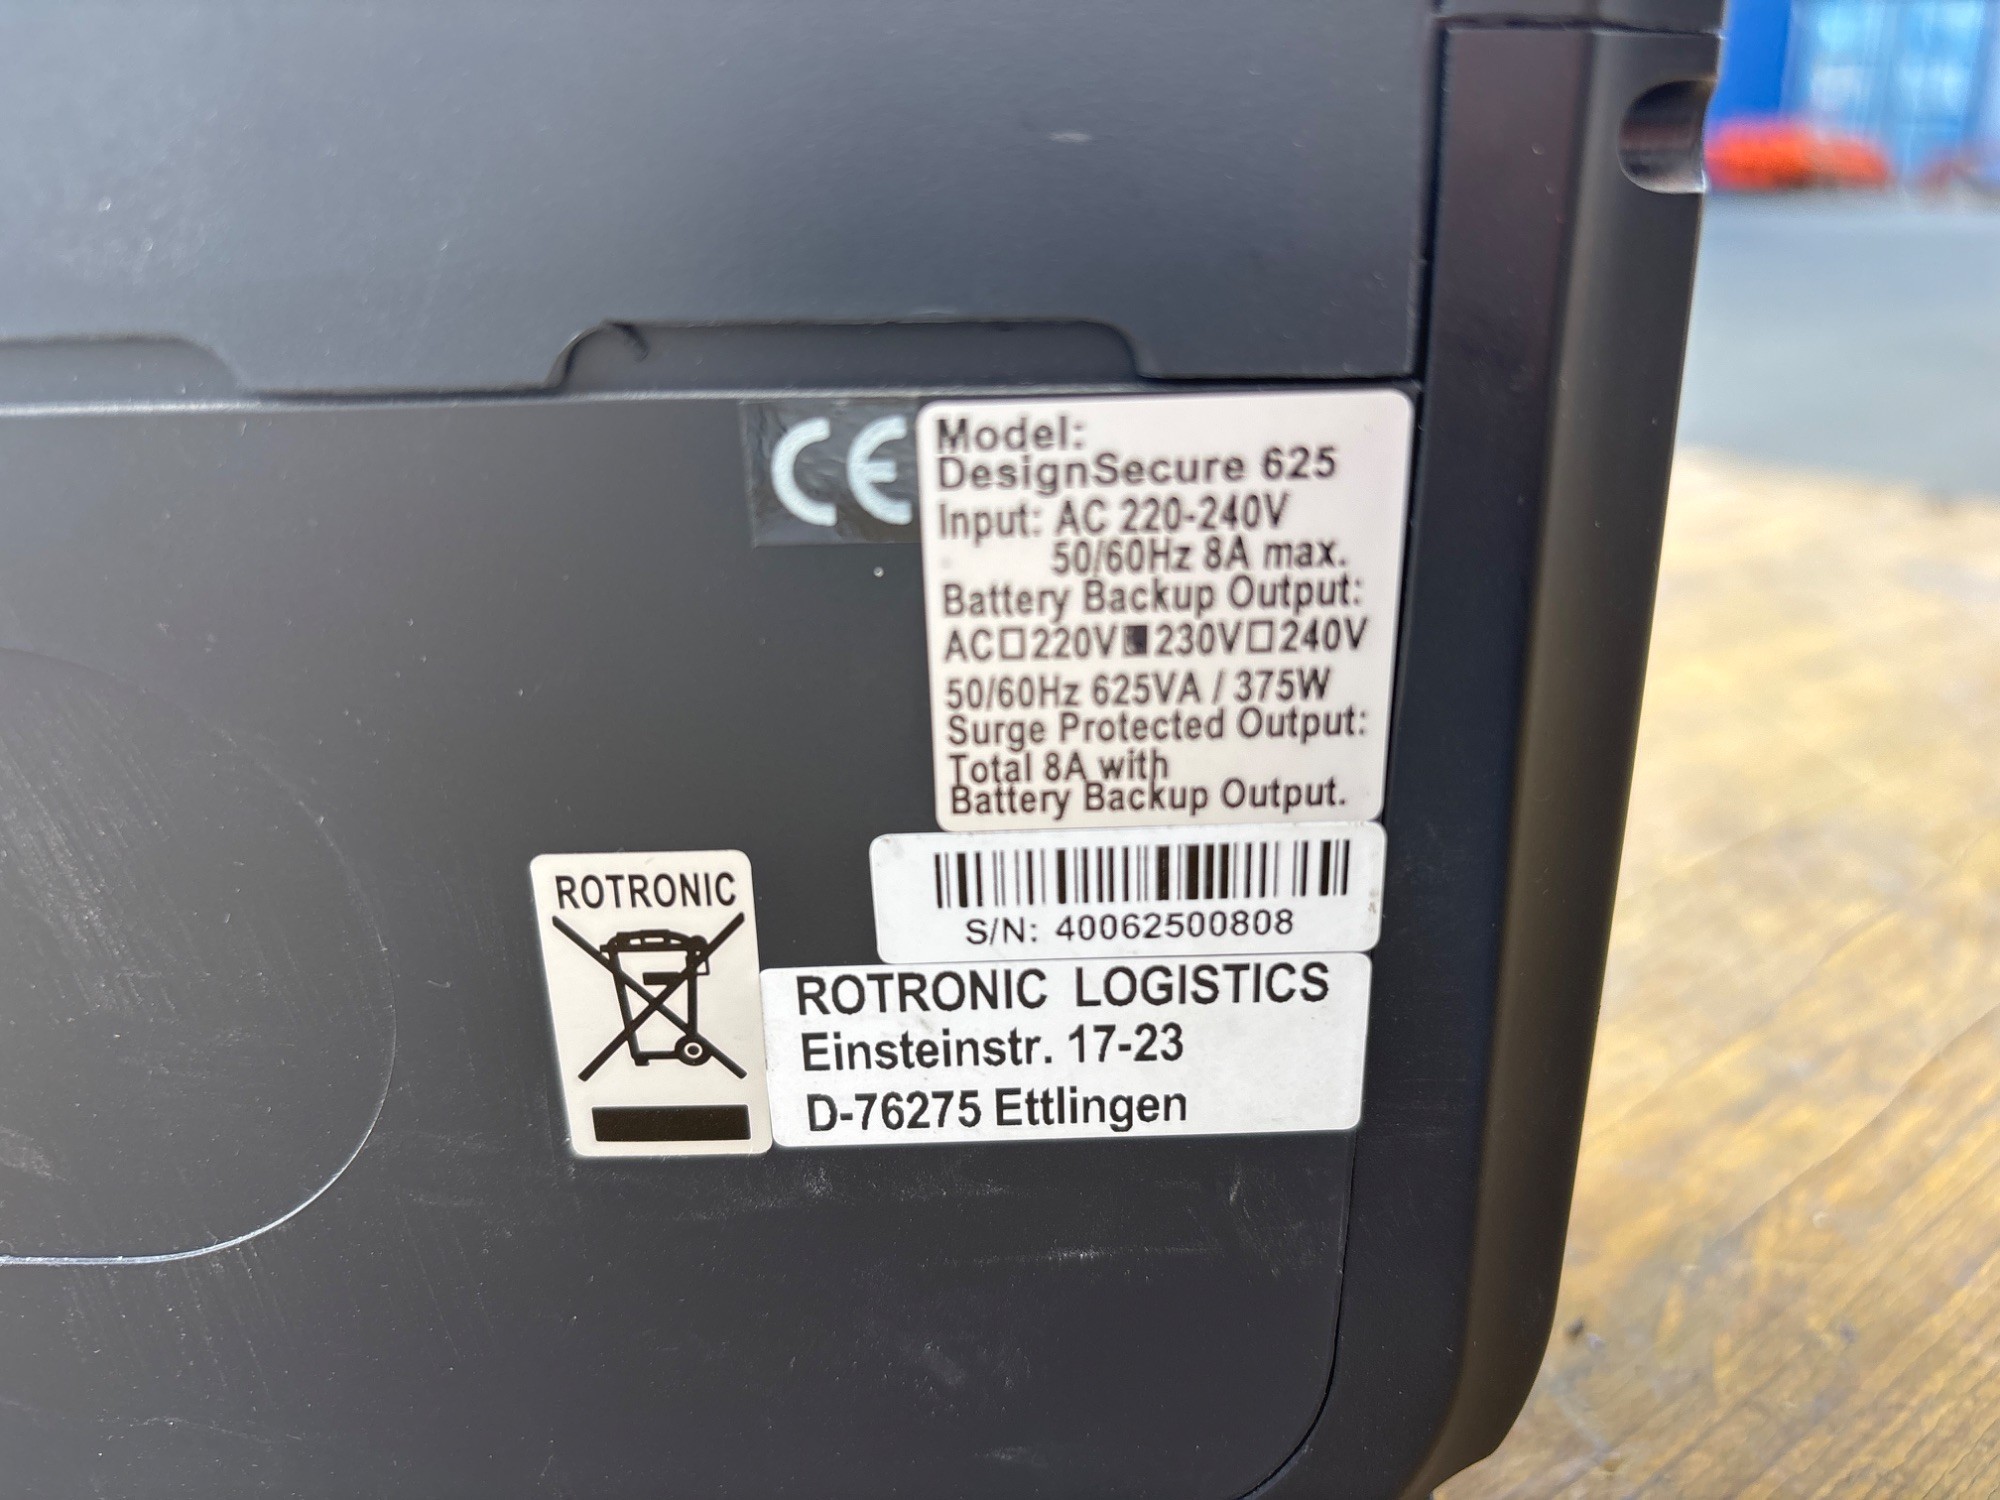 CE
Model:
DesignSecure 625
Input: AC 220-240V
50/60Hz 8A max.
Battery Backup Output:
AC□220V■230V□240V
50/60Hz 625VA / 375W
Surge Protected Output:
Total 8A with
Battery Backup Output.
S/N: 40062500808
ROTRONIC
ROTRONIC LOGISTICS
Einsteinstr. 17-23
D-76275 Ettlingen